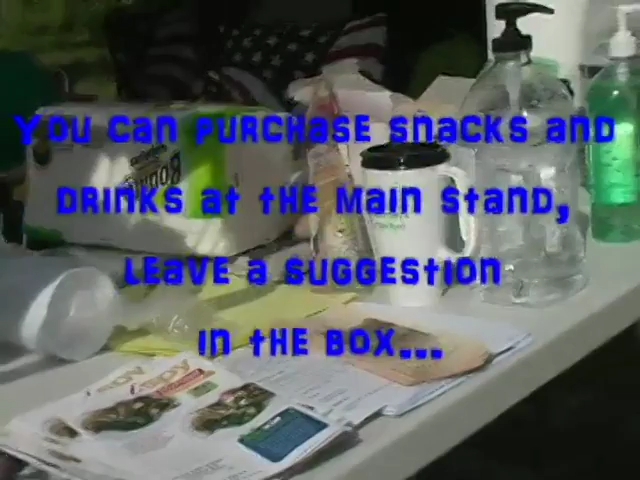 You can purchase snacks and
drinks at the main stand,
leave a suggestion
in the box...